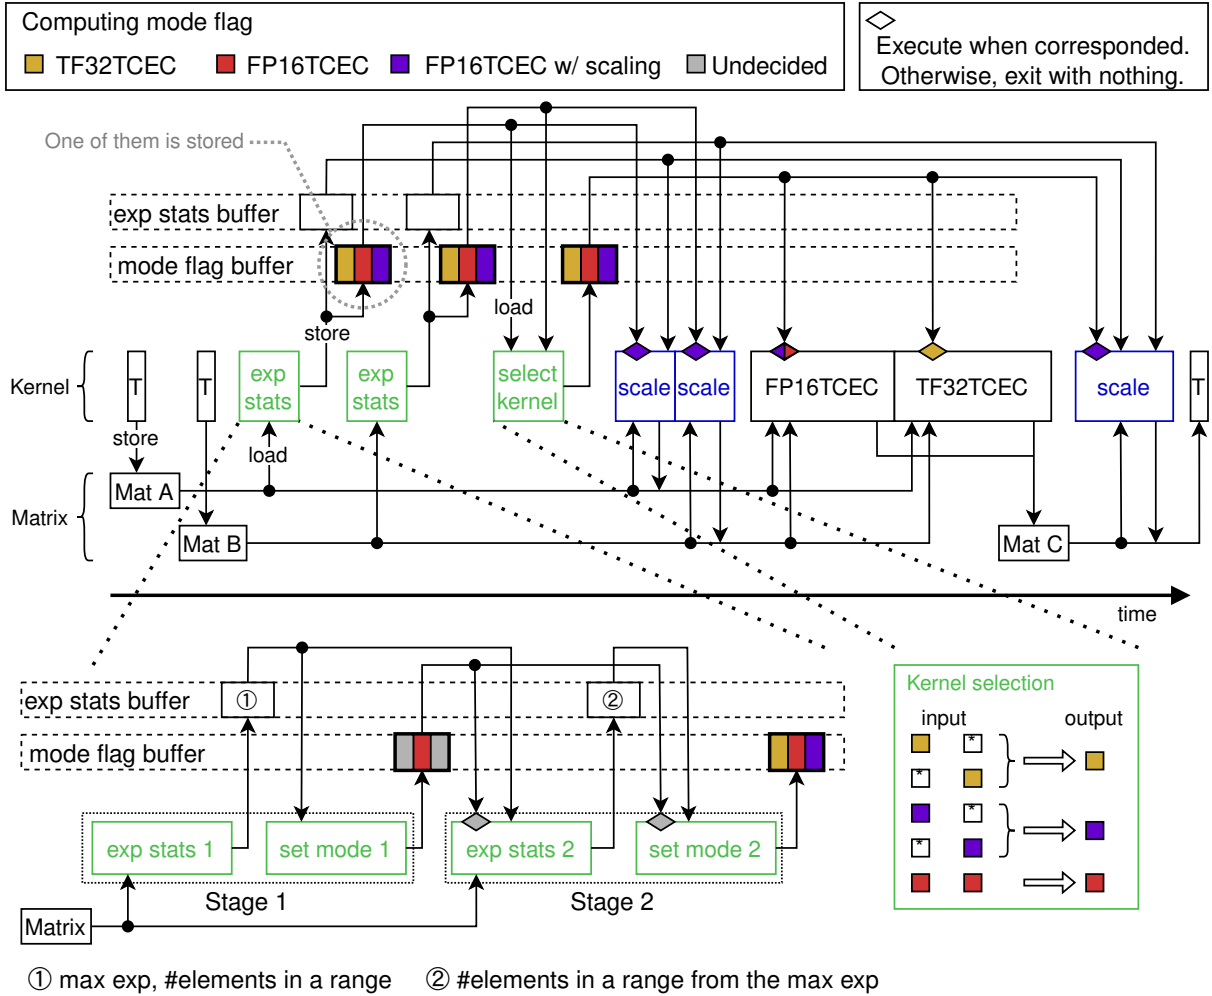 Computing mode flag
TF32TCEC
FP16TCEC
FP16TCEC w/ scaling
Undecided
Execute when corresponded.
Otherwise, exit with nothing.
One of them is stored
exp stats buffer
mode flag buffer
store
load
Kernel
T
T
exp
stats
exp
stats
select
kernel
scale
scale
FP16TCEC
TF32TCEC
scale
T
store
load
Matrix
Mat A
Mat B
Mat C
time
exp stats buffer
①
②
mode flag buffer
exp stats 1
set mode 1
exp stats 2
set mode 2
Stage 1
Stage 2
Matrix
Kernel selection
input
output
*
*
*
*
① max exp, #elements in a range
② #elements in a range from the max exp